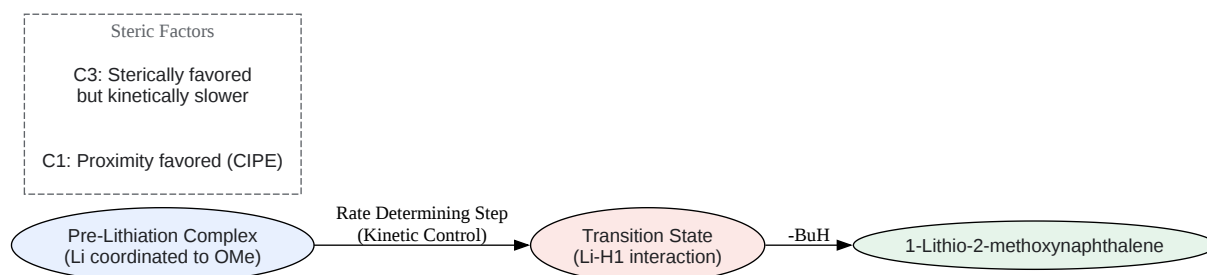 Steric Factors
C3: Sterically favored
but kinetically slower
C1: Proximity favored (CIPE)
Pre-Lithiation Complex
(Li coordinated to OMe)
Rate Determining Step
(Kinetic Control)
Transition State
(Li-H1 interaction)
-BuH
1-Lithio-2-methoxynaphthalene